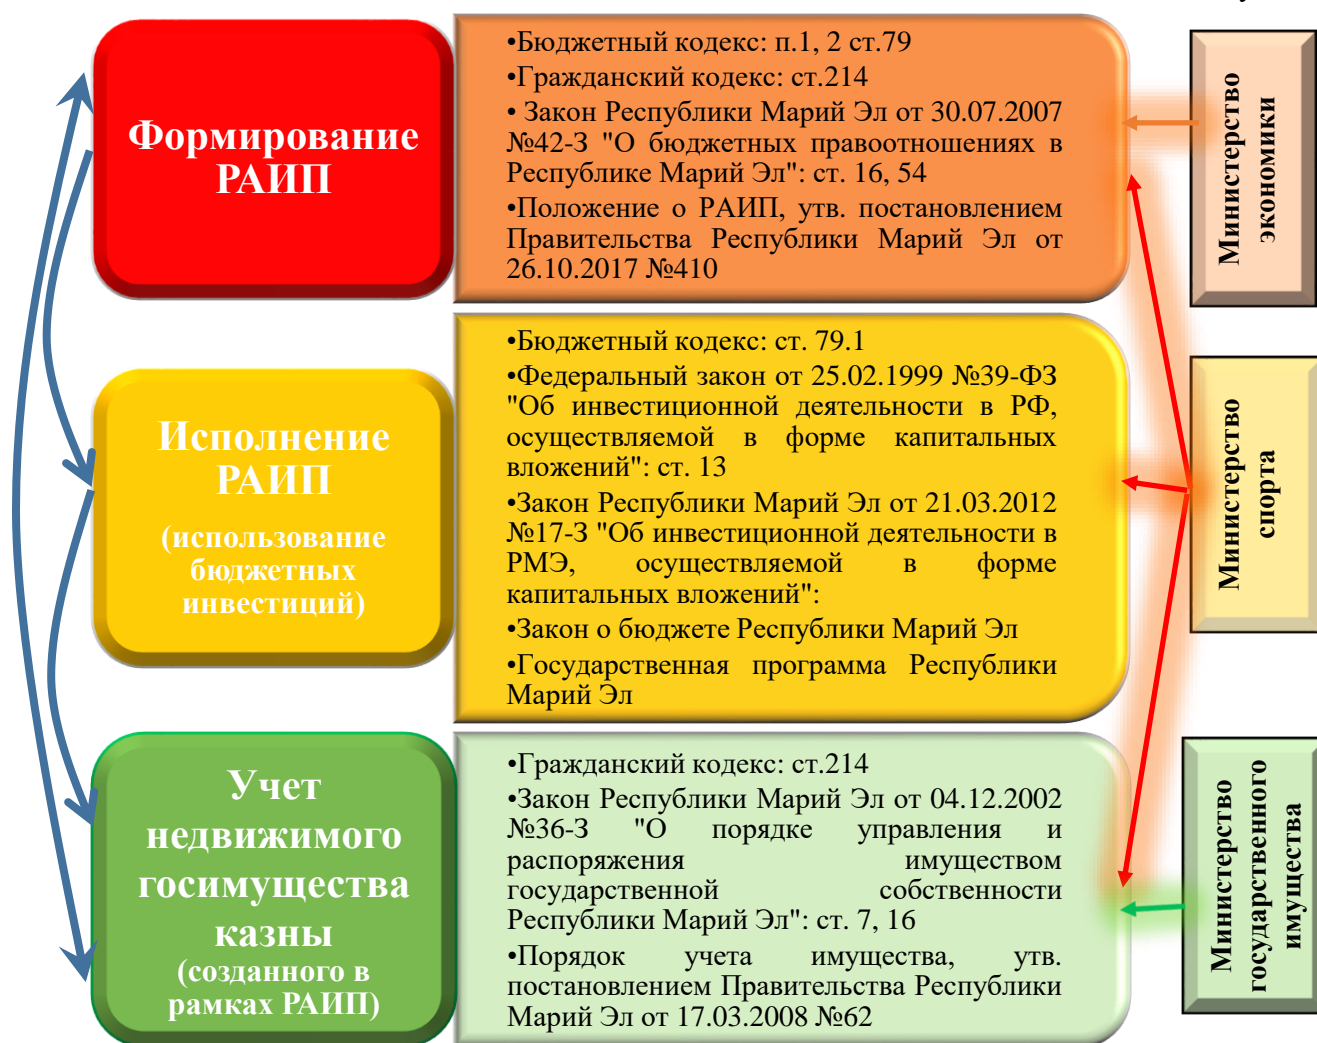 Формирование
РАИП
•Бюджетный кодекс: п.1, 2 ст.79
•Гражданский кодекс: ст.214
• Закон Республики Марий Эл от 30.07.2007
№42-З "О бюджетных правоотношениях в
Республике Марий Эл": ст. 16, 54
•Положение о РАИП, утв. постановлением
Правительства Республики Марий Эл от
26.10.2017 №410
Министерство
экономики
Исполнение
РАИП
(использование
бюджетных
инвестиций)
•Бюджетный кодекс: ст. 79.1
•Федеральный закон от 25.02.1999 №39-ФЗ
"Об инвестиционной деятельности в РФ,
осуществляемой в форме капитальных
вложений": ст. 13
•Закон Республики Марий Эл от 21.03.2012
№17-З "Об инвестиционной деятельности в
РМЭ, осуществляемой в форме
капитальных вложений":
•Закон о бюджете Республики Марий Эл
•Государственная программа Республики
Марий Эл
Министерство
спорта
Учет
недвижимого
госимущества
казны
(созданного в
рамках РАИП)
•Гражданский кодекс: ст.214
•Закон Республики Марий Эл от 04.12.2002
№36-З "О порядке управления и
распоряжения имуществом
государственной собственности
Республики Марий Эл": ст. 7, 16
•Порядок учета имущества, утв.
постановлением Правительства Республики
Марий Эл от 17.03.2008 №62
Министерство
государственного
имущества